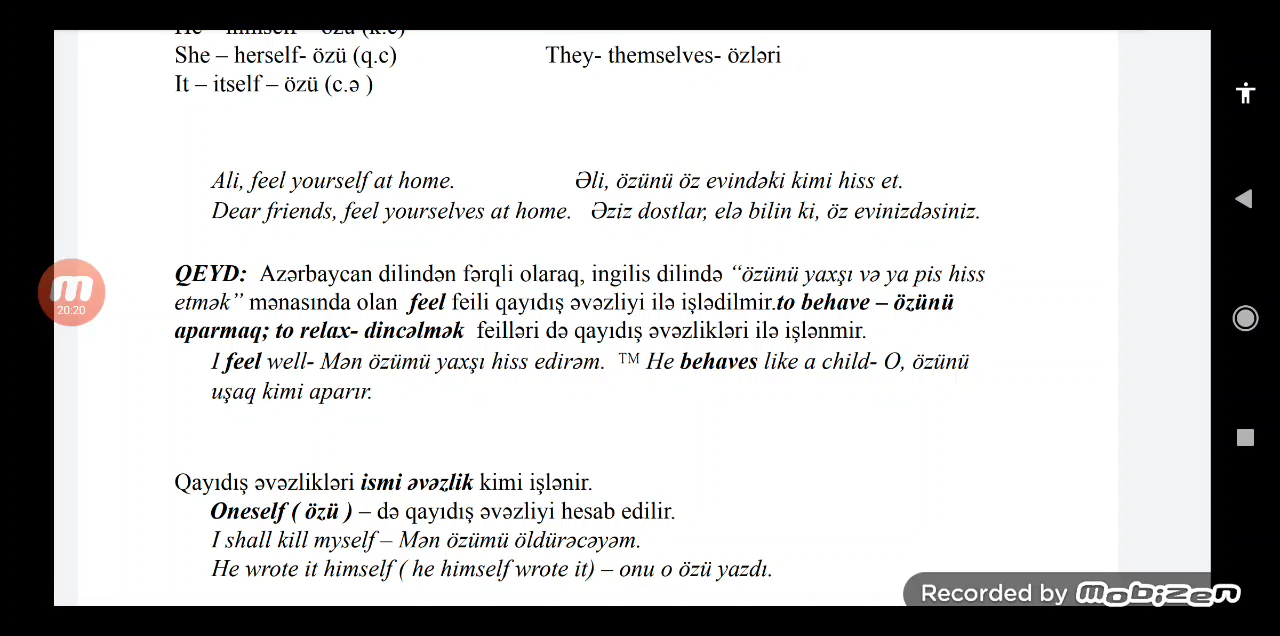 He – himself – özü (k.c)
She – herself- özü (q.c) They- themselves- özləri
It – itself – özü (c.ə )
Ali, feel yourself at home. Əli, özünü öz evindəki kimi hiss et.
Dear friends, feel yourselves at home. Əziz dostlar, elə bilin ki, öz evinizdəsiniz.
QEYD: Azərbaycan dilindən fərqli olaraq, ingilis dilində “özünü yaxşı və ya pis hiss
etmək” mənasında olan feel feili qayıdış əvəzliyi ilə işlədilmir.to behave – özünü
aparmaq; to relax- dincəlmək feilləri də qayıdış əvəzlikləri ilə işlənmir.
I feel well- Mən özümü yaxşı hiss edirəm. ™ He behaves like a child- O, özünü
uşaq kimi aparır.
Qayıdış əvəzlikləri ismi əvəzlik kimi işlənir.
Oneself ( özü ) – də qayıdış əvəzliyi hesab edilir.
I shall kill myself – Mən özümü öldürəcəyəm.
He wrote it himself ( he himself wrote it) – onu o özü yazdı.
20:20
Recorded by mobizen